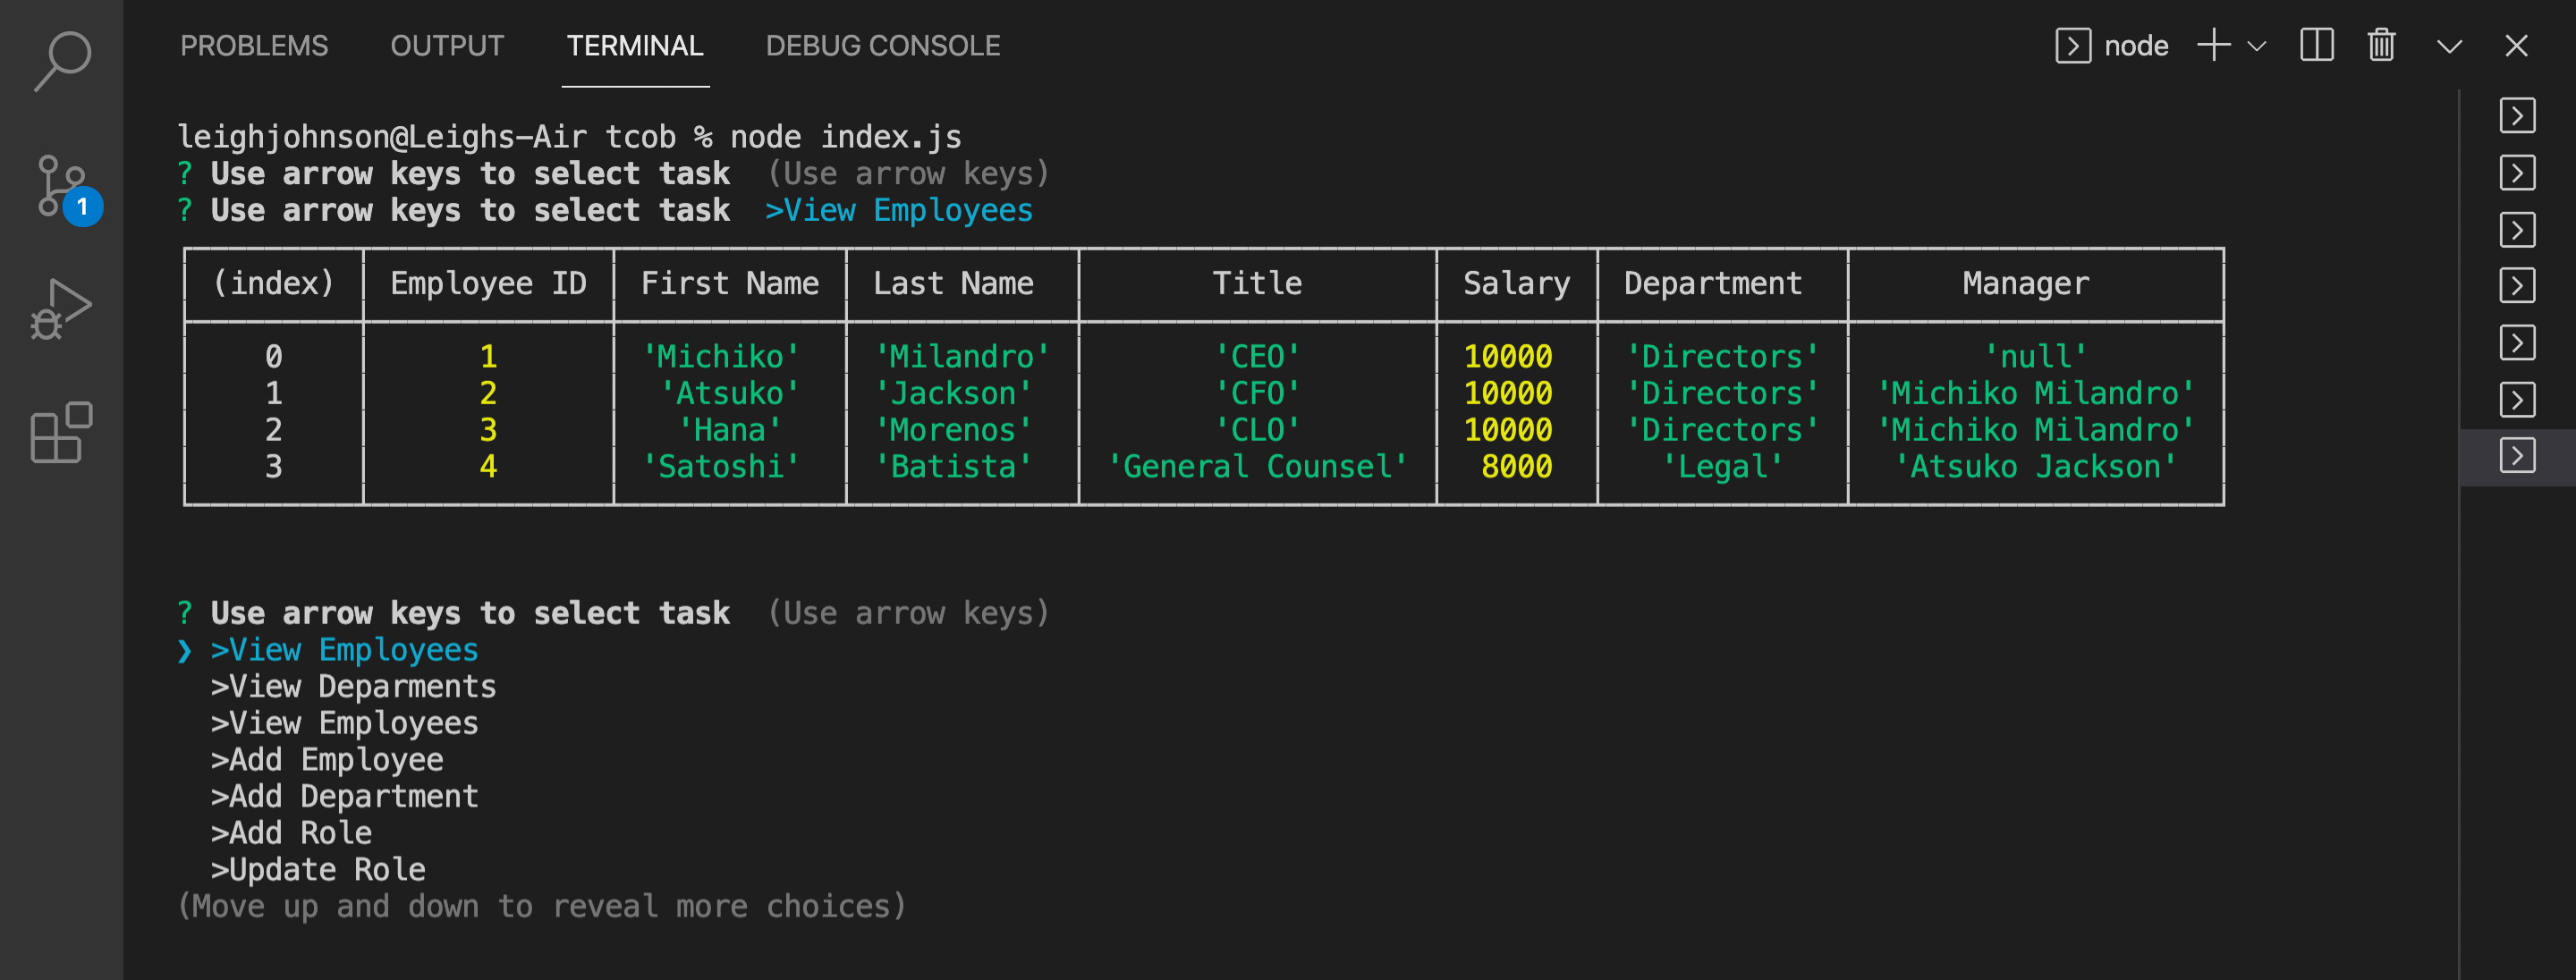 PROBLEMS OUTPUT TERMINAL DEBUG CONSOLE node
1
leighjohnson@Leighs-Air tcob % node index.js
? Use arrow keys to select task (Use arrow keys)
? Use arrow keys to select task >View Employees
(index) Employee ID First Name Last Name Title Salary Department Manager
0 1 'Michiko' 'Milandro' 'CEO' 10000 'Directors' 'null'
1 2 'Atsuko' 'Jackson' 'CFO' 10000 'Directors' 'Michiko Milandro'
2 3 'Hana' 'Morenos' 'CLO' 10000 'Directors' 'Michiko Milandro'
3 4 'Satoshi' 'Batista' 'General Counsel' 8000 'Legal' 'Atsuko Jackson'
? Use arrow keys to select task (Use arrow keys)
❯ >View Employees
>View Deparments
>View Employees
>Add Employee
>Add Department
>Add Role
>Update Role
(Move up and down to reveal more choices)